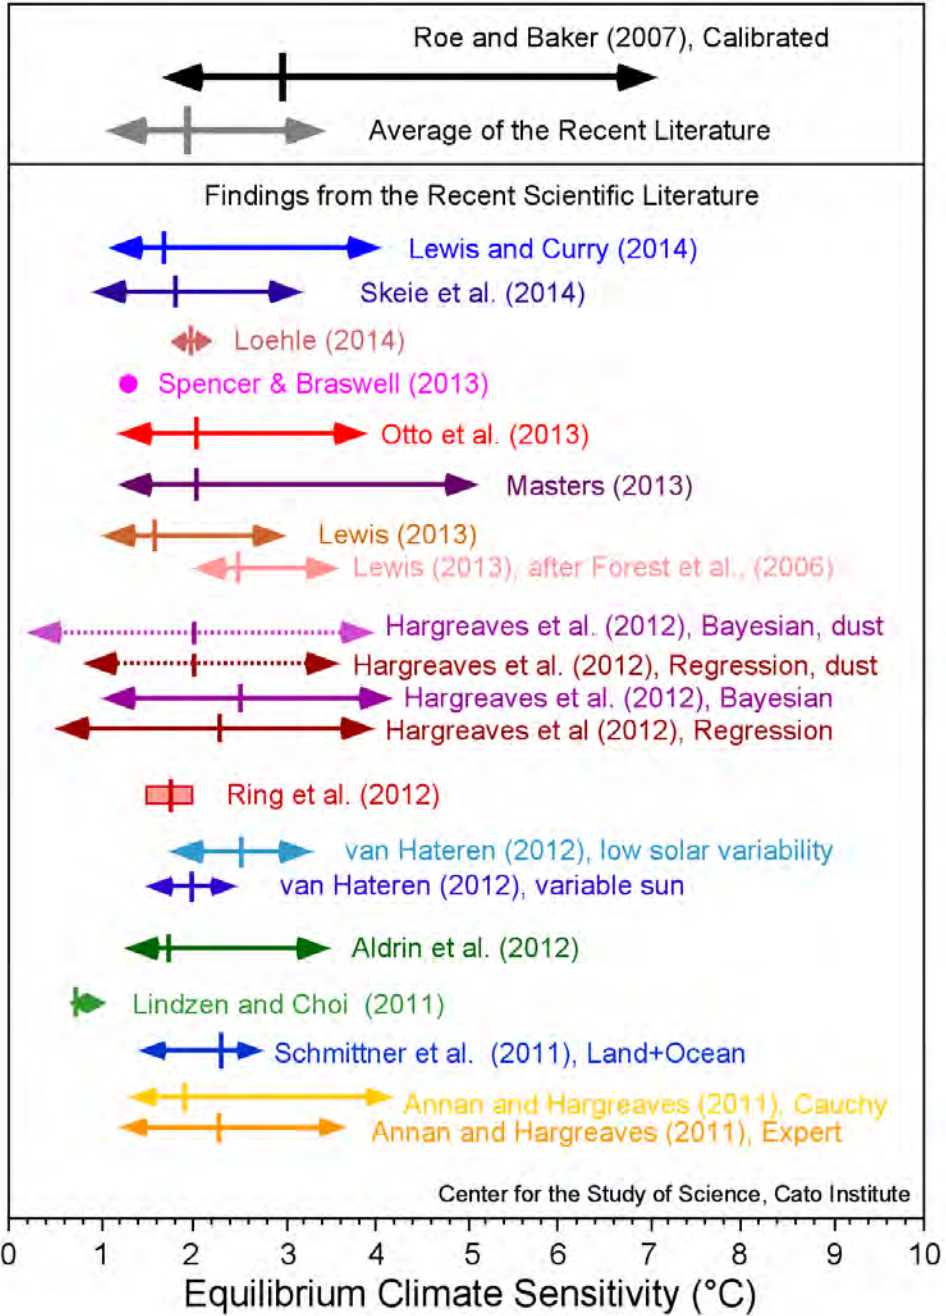 Roe and Baker (2007), Calibrated
Average of the Recent Literature
Findings from the Recent Scientific Literature
Lewis and Curry (2014)
Skeie et al. (2014)
Loehle (2014)
Spencer & Braswell (2013)
Otto et al. (2013)
Masters (2013)
Lewis (2013)
Lewis (2013), after Forest et al., (2006)
Hargreaves et al. (2012), Bayesian, dust
Hargreaves et al. (2012), Regression, dust
Hargreaves et al. (2012), Bayesian
Hargreaves et al (2012), Regression
Ring et al. (2012)
van Hateren (2012), low solar variability
van Hateren (2012), variable sun
Aldrin et al. (2012)
Lindzen and Choi (2011)
Schmittner et al. (2011), Land+Ocean
Annan and Hargreaves (2011), Cauchy
Annan and Hargreaves (2011), Expert
Center for the Study of Science, Cato Institute
0 1 2 3 4 5 6 7 8 9 10
Equilibrium Climate Sensitivity (°C)